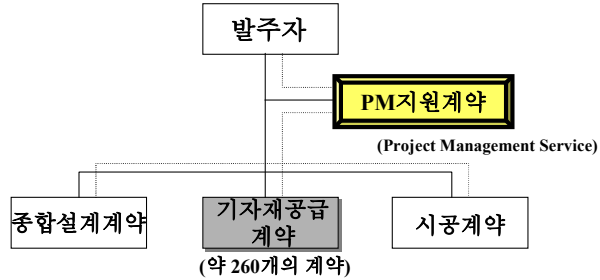 발주자
PM지원계약
(Project Management Service)
종합설계계약
기자재공급
계약
시공계약
(약 260개의 계약)